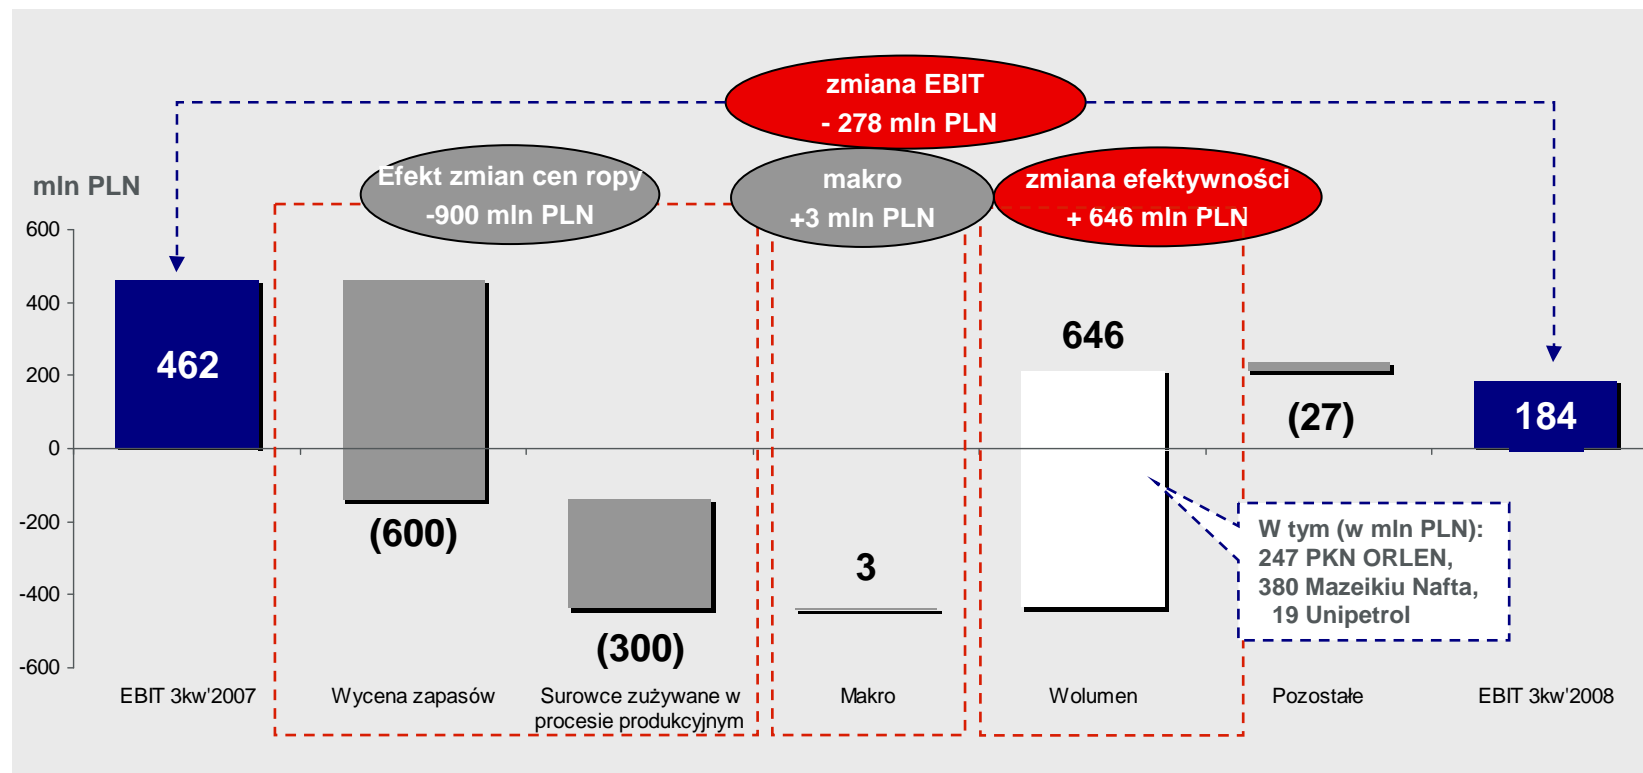 zmiana EBIT
- 278 mln PLN
Efekt zmian cen ropy
-900 mln PLN
makro
+3 mln PLN
zmiana efektywności
+ 646 mln PLN
mln PLN
600
400
200
0
-200
-400
-600
462
(600)
(300)
3
646
(27)
184
W tym (w mln PLN):
247 PKN ORLEN,
380 Mazeikiu Nafta,
19 Unipetrol
EBIT 3kw'2007
Wycena zapasów
Surowce zużywane w
procesie produkcyjnym
Makro
Wolumen
Pozostałe
EBIT 3kw'2008